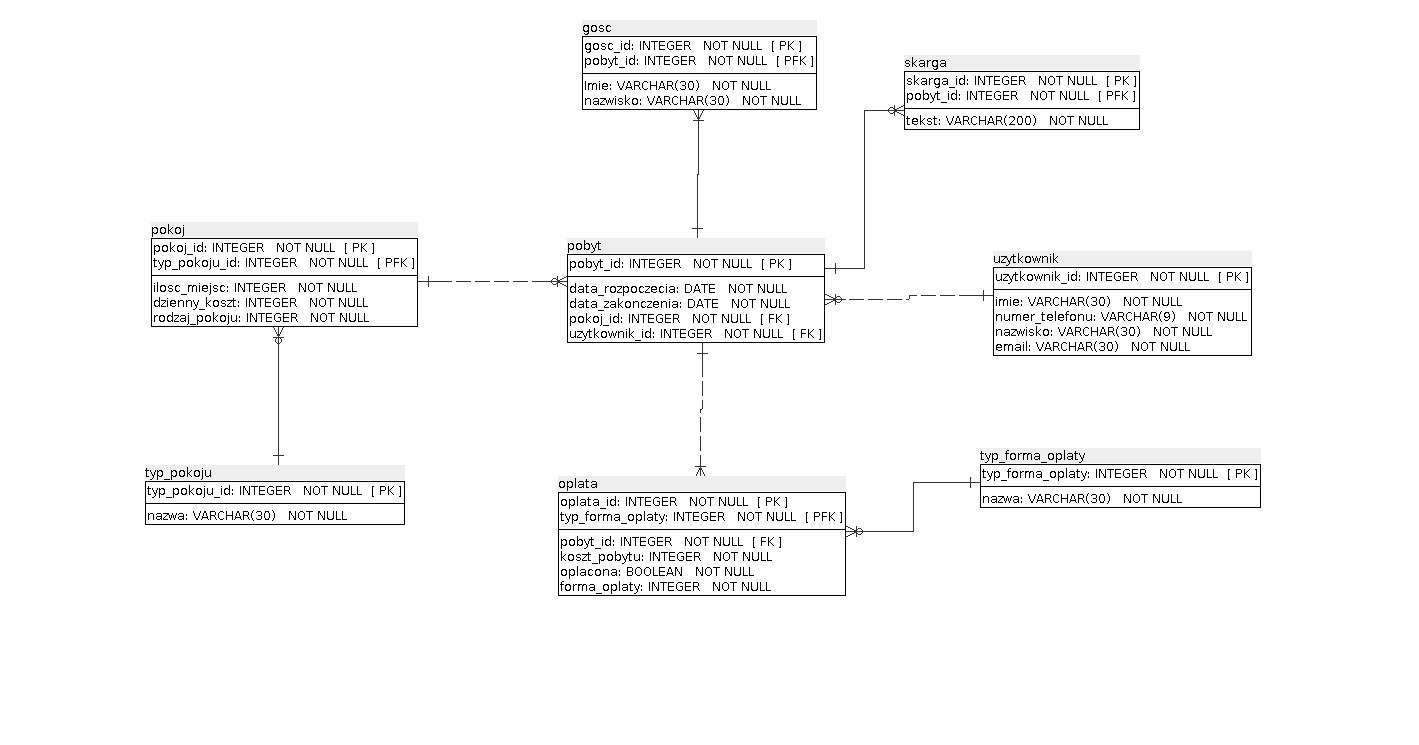 gosc
gosc_id: INTEGER NOT NULL [ PK ]
pobyt_id: INTEGER NOT NULL [ PFK ]
imie: VARCHAR(30) NOT NULL
nazwisko: VARCHAR(30) NOT NULL
skarga
skarga_id: INTEGER NOT NULL [ PK ]
pobyt_id: INTEGER NOT NULL [ PFK ]
tekst: VARCHAR(200) NOT NULL
pokoj
pokoj_id: INTEGER NOT NULL [ PK ]
typ_pokoju_id: INTEGER NOT NULL [ PFK ]
ilosc_miejsc: INTEGER NOT NULL
dzienny_koszt: INTEGER NOT NULL
rodzaj_pokoju: INTEGER NOT NULL
pobyt
pobyt_id: INTEGER NOT NULL [ PK ]
data_rozpoczecia: DATE NOT NULL
data_zakonczenia: DATE NOT NULL
pokoj_id: INTEGER NOT NULL [ FK ]
uzytkownik_id: INTEGER NOT NULL [ FK ]
uzytkownik
uzytkownik_id: INTEGER NOT NULL [ PK ]
imie: VARCHAR(30) NOT NULL
numer_telefonu: VARCHAR(9) NOT NULL
nazwisko: VARCHAR(30) NOT NULL
email: VARCHAR(30) NOT NULL
typ_pokoju
typ_pokoju_id: INTEGER NOT NULL [ PK ]
nazwa: VARCHAR(30) NOT NULL
oplata
oplata_id: INTEGER NOT NULL [ PK ]
typ_forma_oplaty: INTEGER NOT NULL [ PFK ]
pobyt_id: INTEGER NOT NULL [ FK ]
koszt_pobytu: INTEGER NOT NULL
oplacona: BOOLEAN NOT NULL
forma_oplaty: INTEGER NOT NULL
typ_forma_oplaty
typ_forma_oplaty: INTEGER NOT NULL [ PK ]
nazwa: VARCHAR(30) NOT NULL